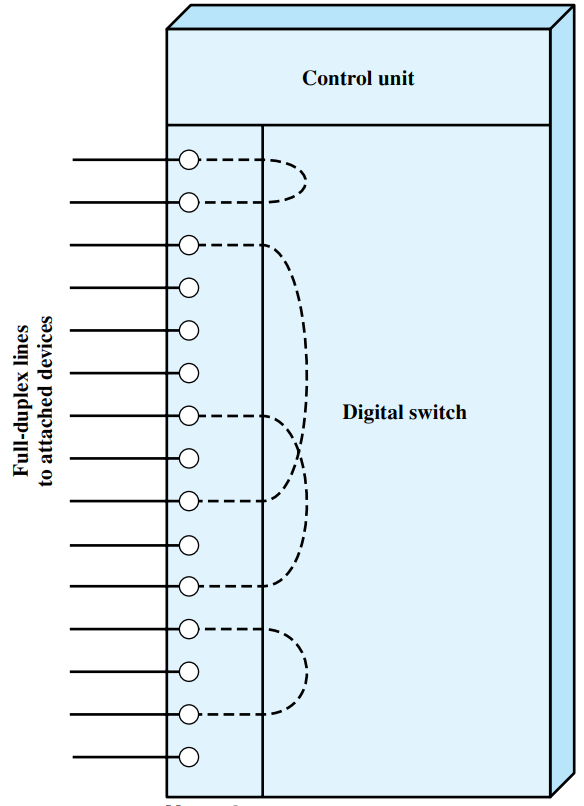 Control unit
Full-duplex lines
to attached devices
Digital switch